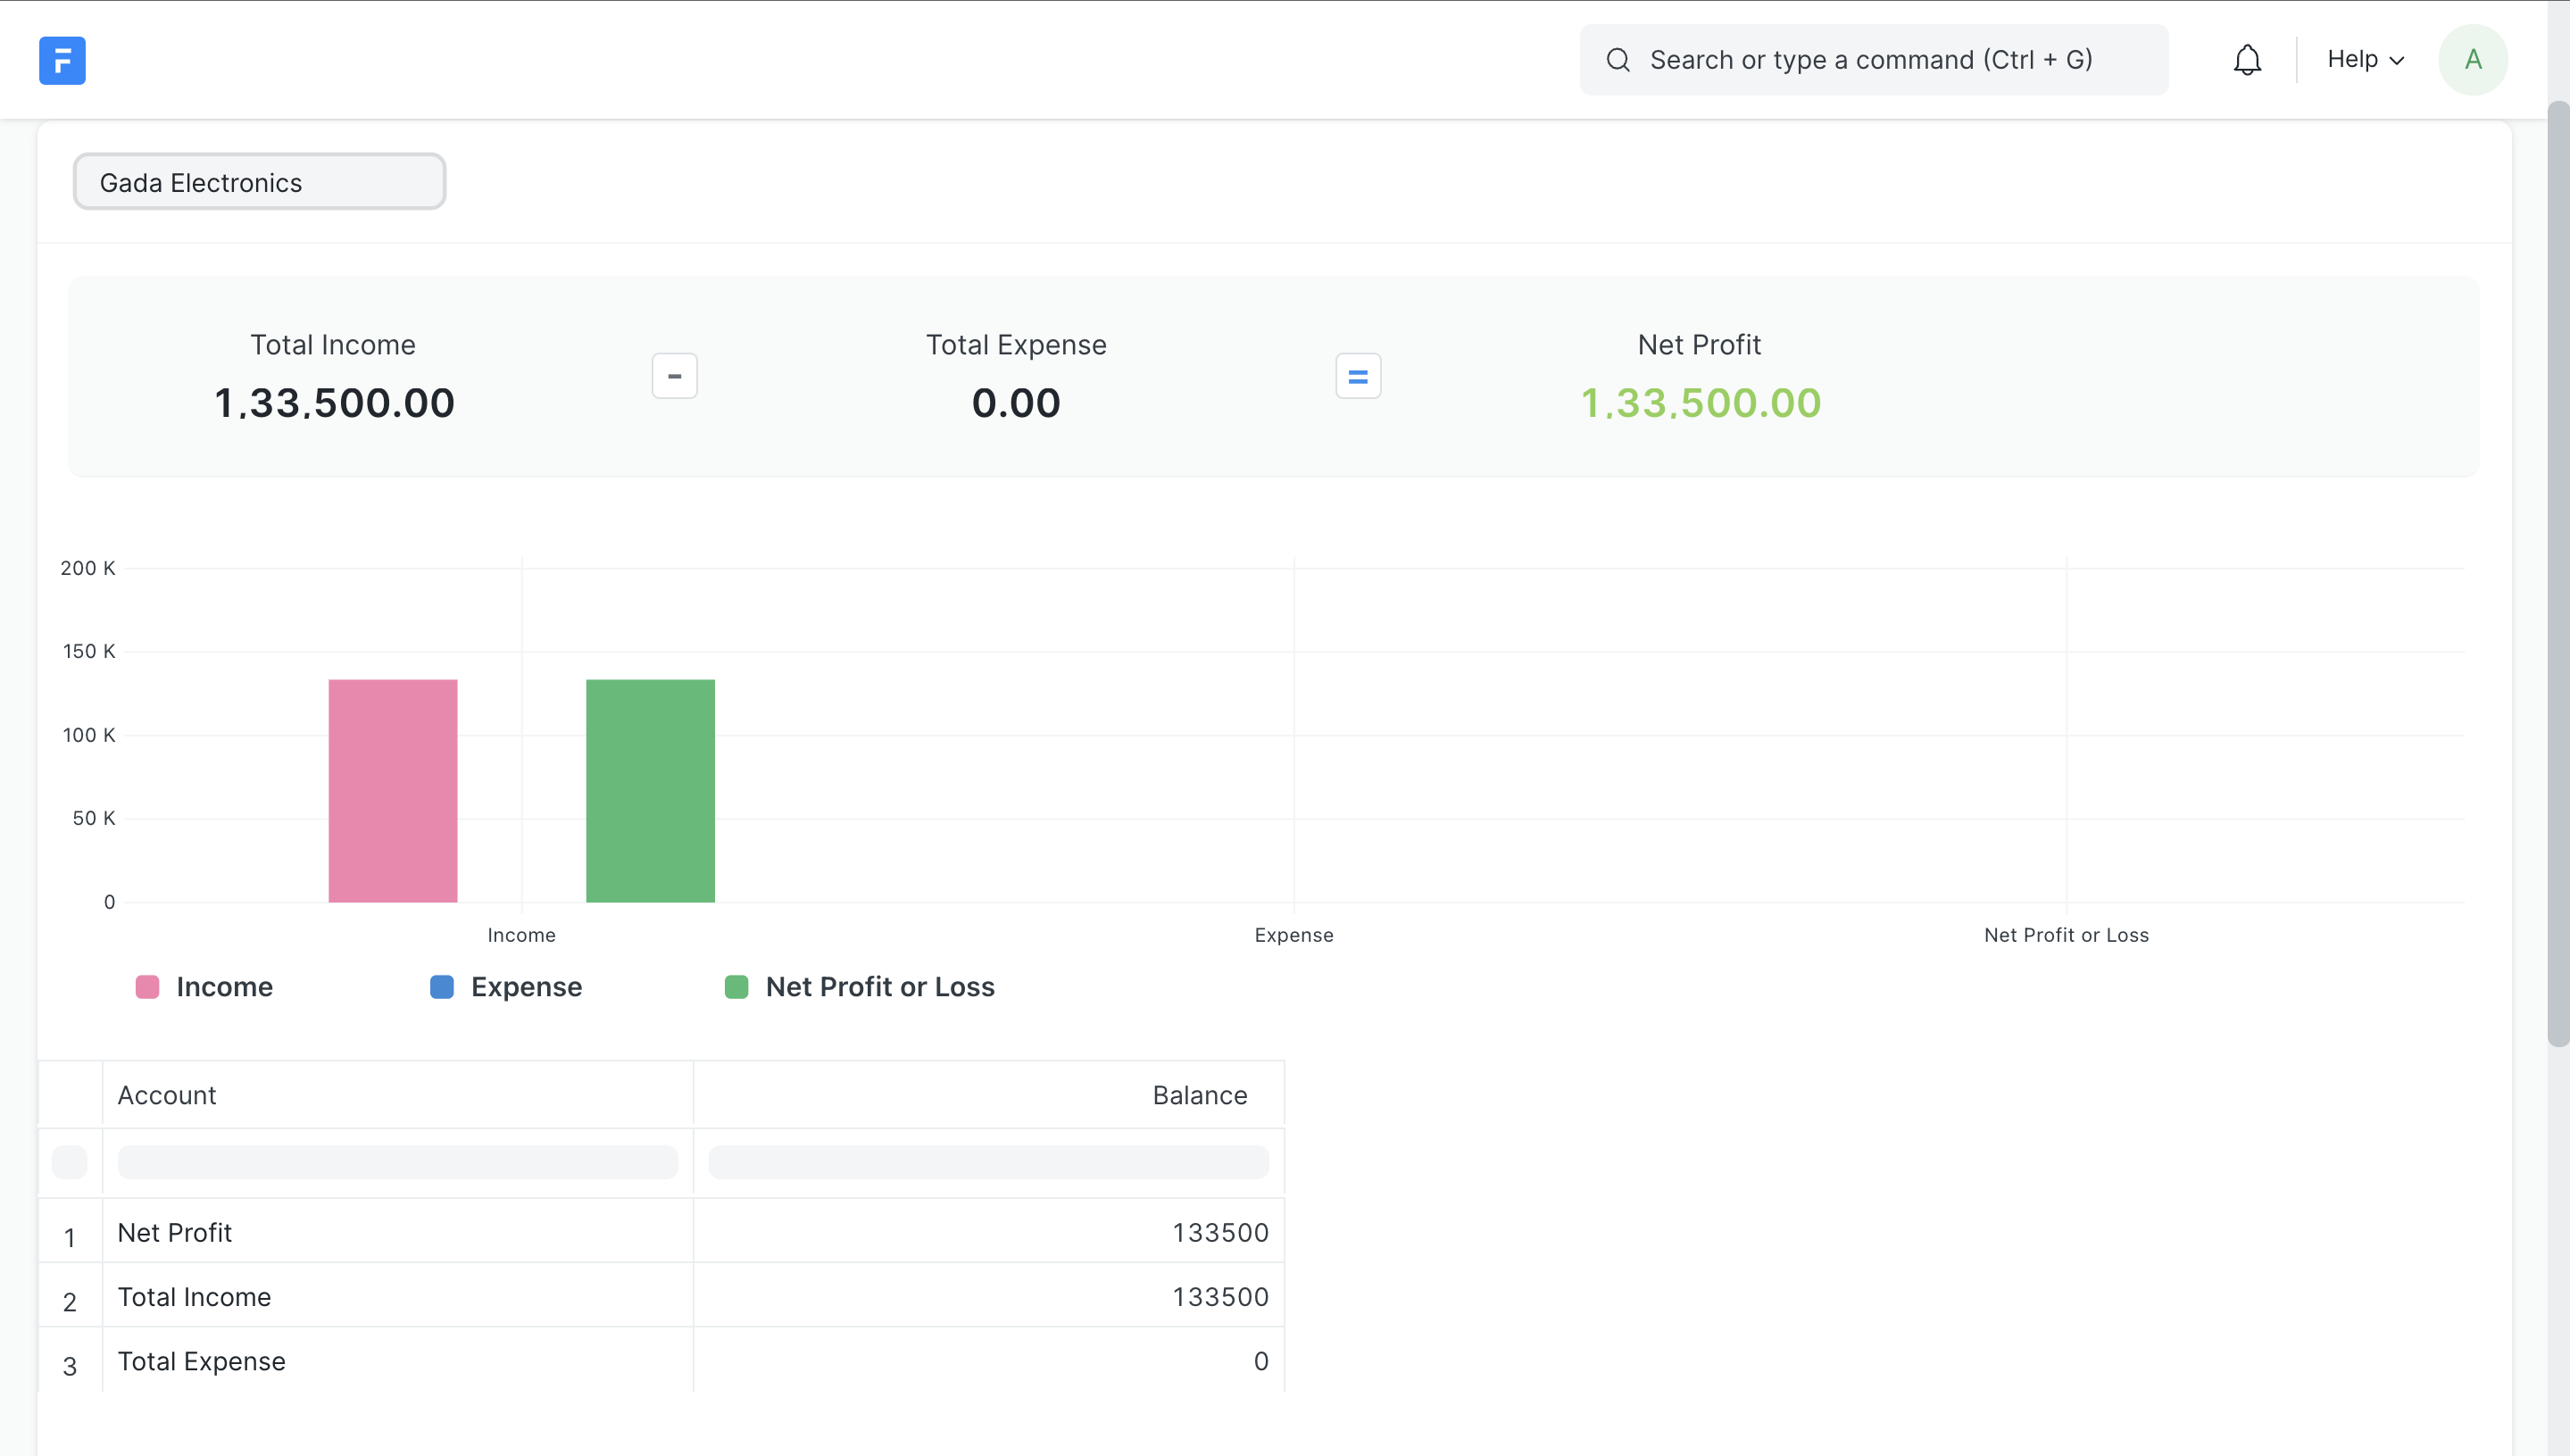 F
Search or type a command (Ctrl + G)
Help
A
Gada Electronics
Total Income
1,33,500.00
-
Total Expense
0.00
=
Net Profit
1,33,500.00
200 K
150 K
100 K
50 K
0
Income Expense Net Profit or Loss
Income Expense Net Profit or Loss
Account Balance
1 Net Profit 133500
2 Total Income 133500
3 Total Expense 0